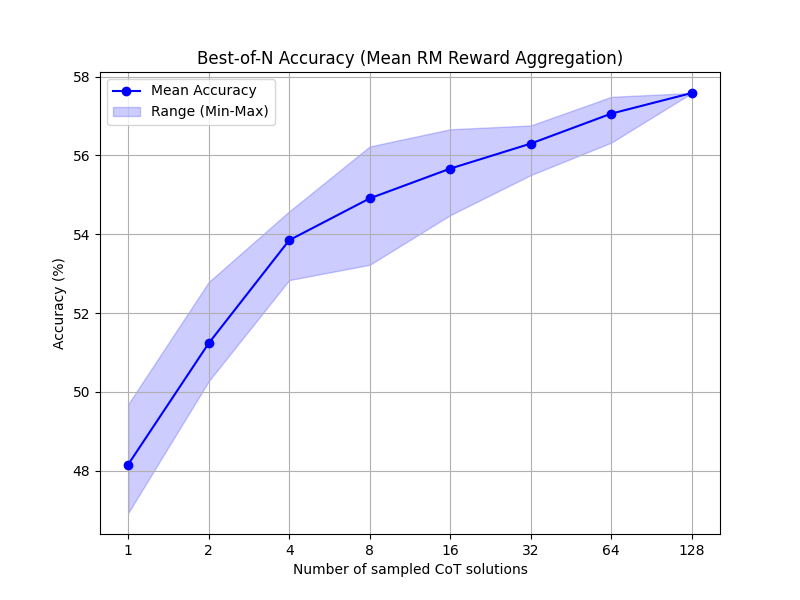 Best-of-N Accuracy (Mean RM Reward Aggregation)
Mean Accuracy
Range (Min-Max)
Accuracy (%)
58
56
54
52
50
48
1 2 4 8 16 32 64 128
Number of sampled CoT solutions